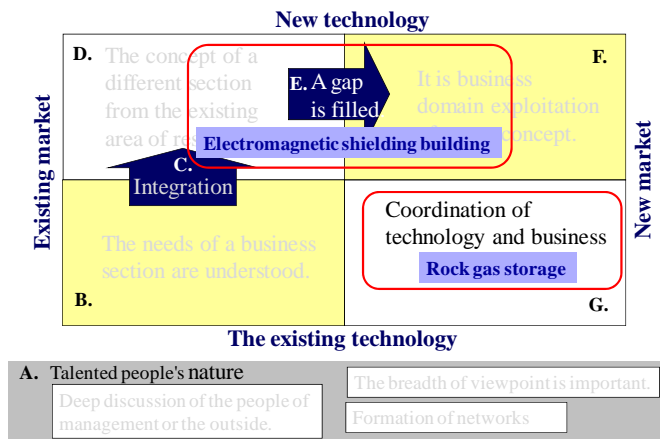 New technology
D. The concept of a
different section
from the existing
area of res
E. A gap
is filled
F.
It is business
domain exploitation
concept.
Electromagnetic shielding building
C.
Integration
Existing market
New market
The needs of a business
section are understood.
B.
Coordination of
technology and business
Rock gas storage
G.
The existing technology
A. Talented people's nature
Deep discussion of the people of
management or the outside.
The breadth of viewpoint is important.
Formation of networks